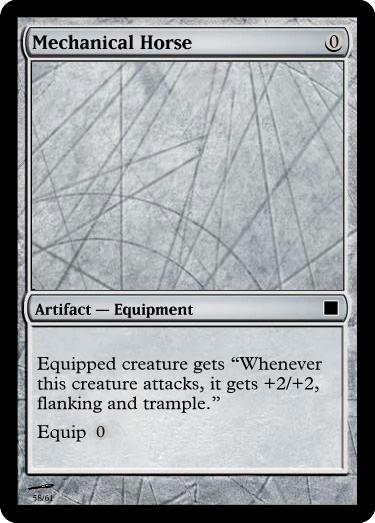 Mechanical Horse 0
Artifact — Equipment
Equipped creature gets “Whenever
this creature attacks, it gets +2/+2,
flanking and trample.”
Equip 0
58/61